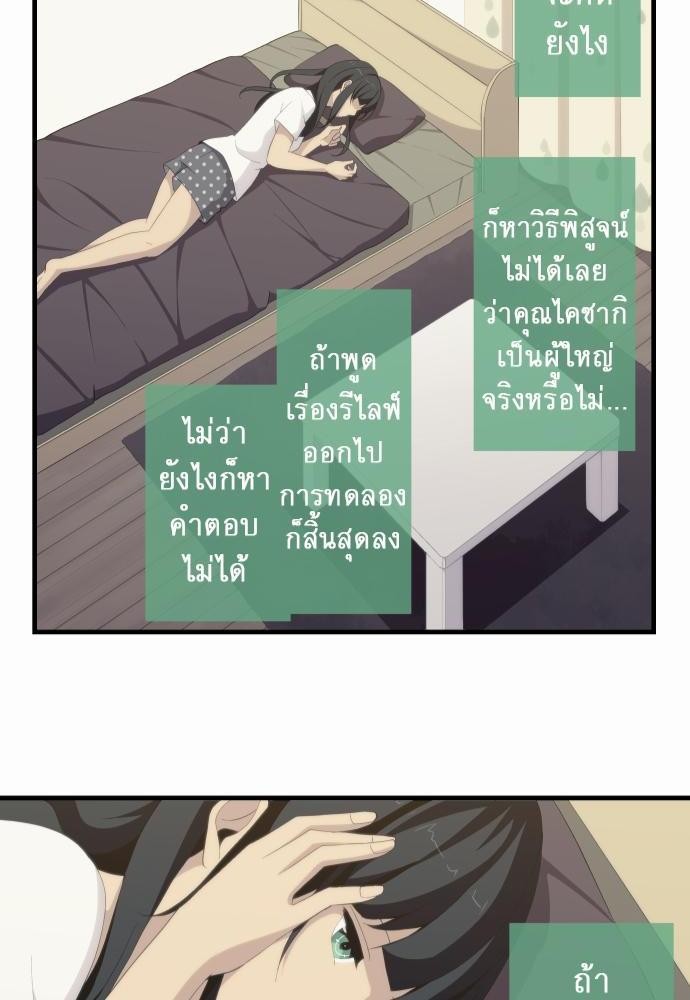 ยังไง
ก็หาวิธีพิสูจน์
ไม่ได้เลย
ว่าคุณไคซากิ
เป็นผู้ใหญ่
จริงหรือไม่...
ถ้าพูด
เรื่องรีไลฟ์
ออกไป
การทดลอง
ก็สิ้นสุดลง
ไม่ว่า
ยังไงก็หา
คำตอบ
ไม่ได้
ถ้า